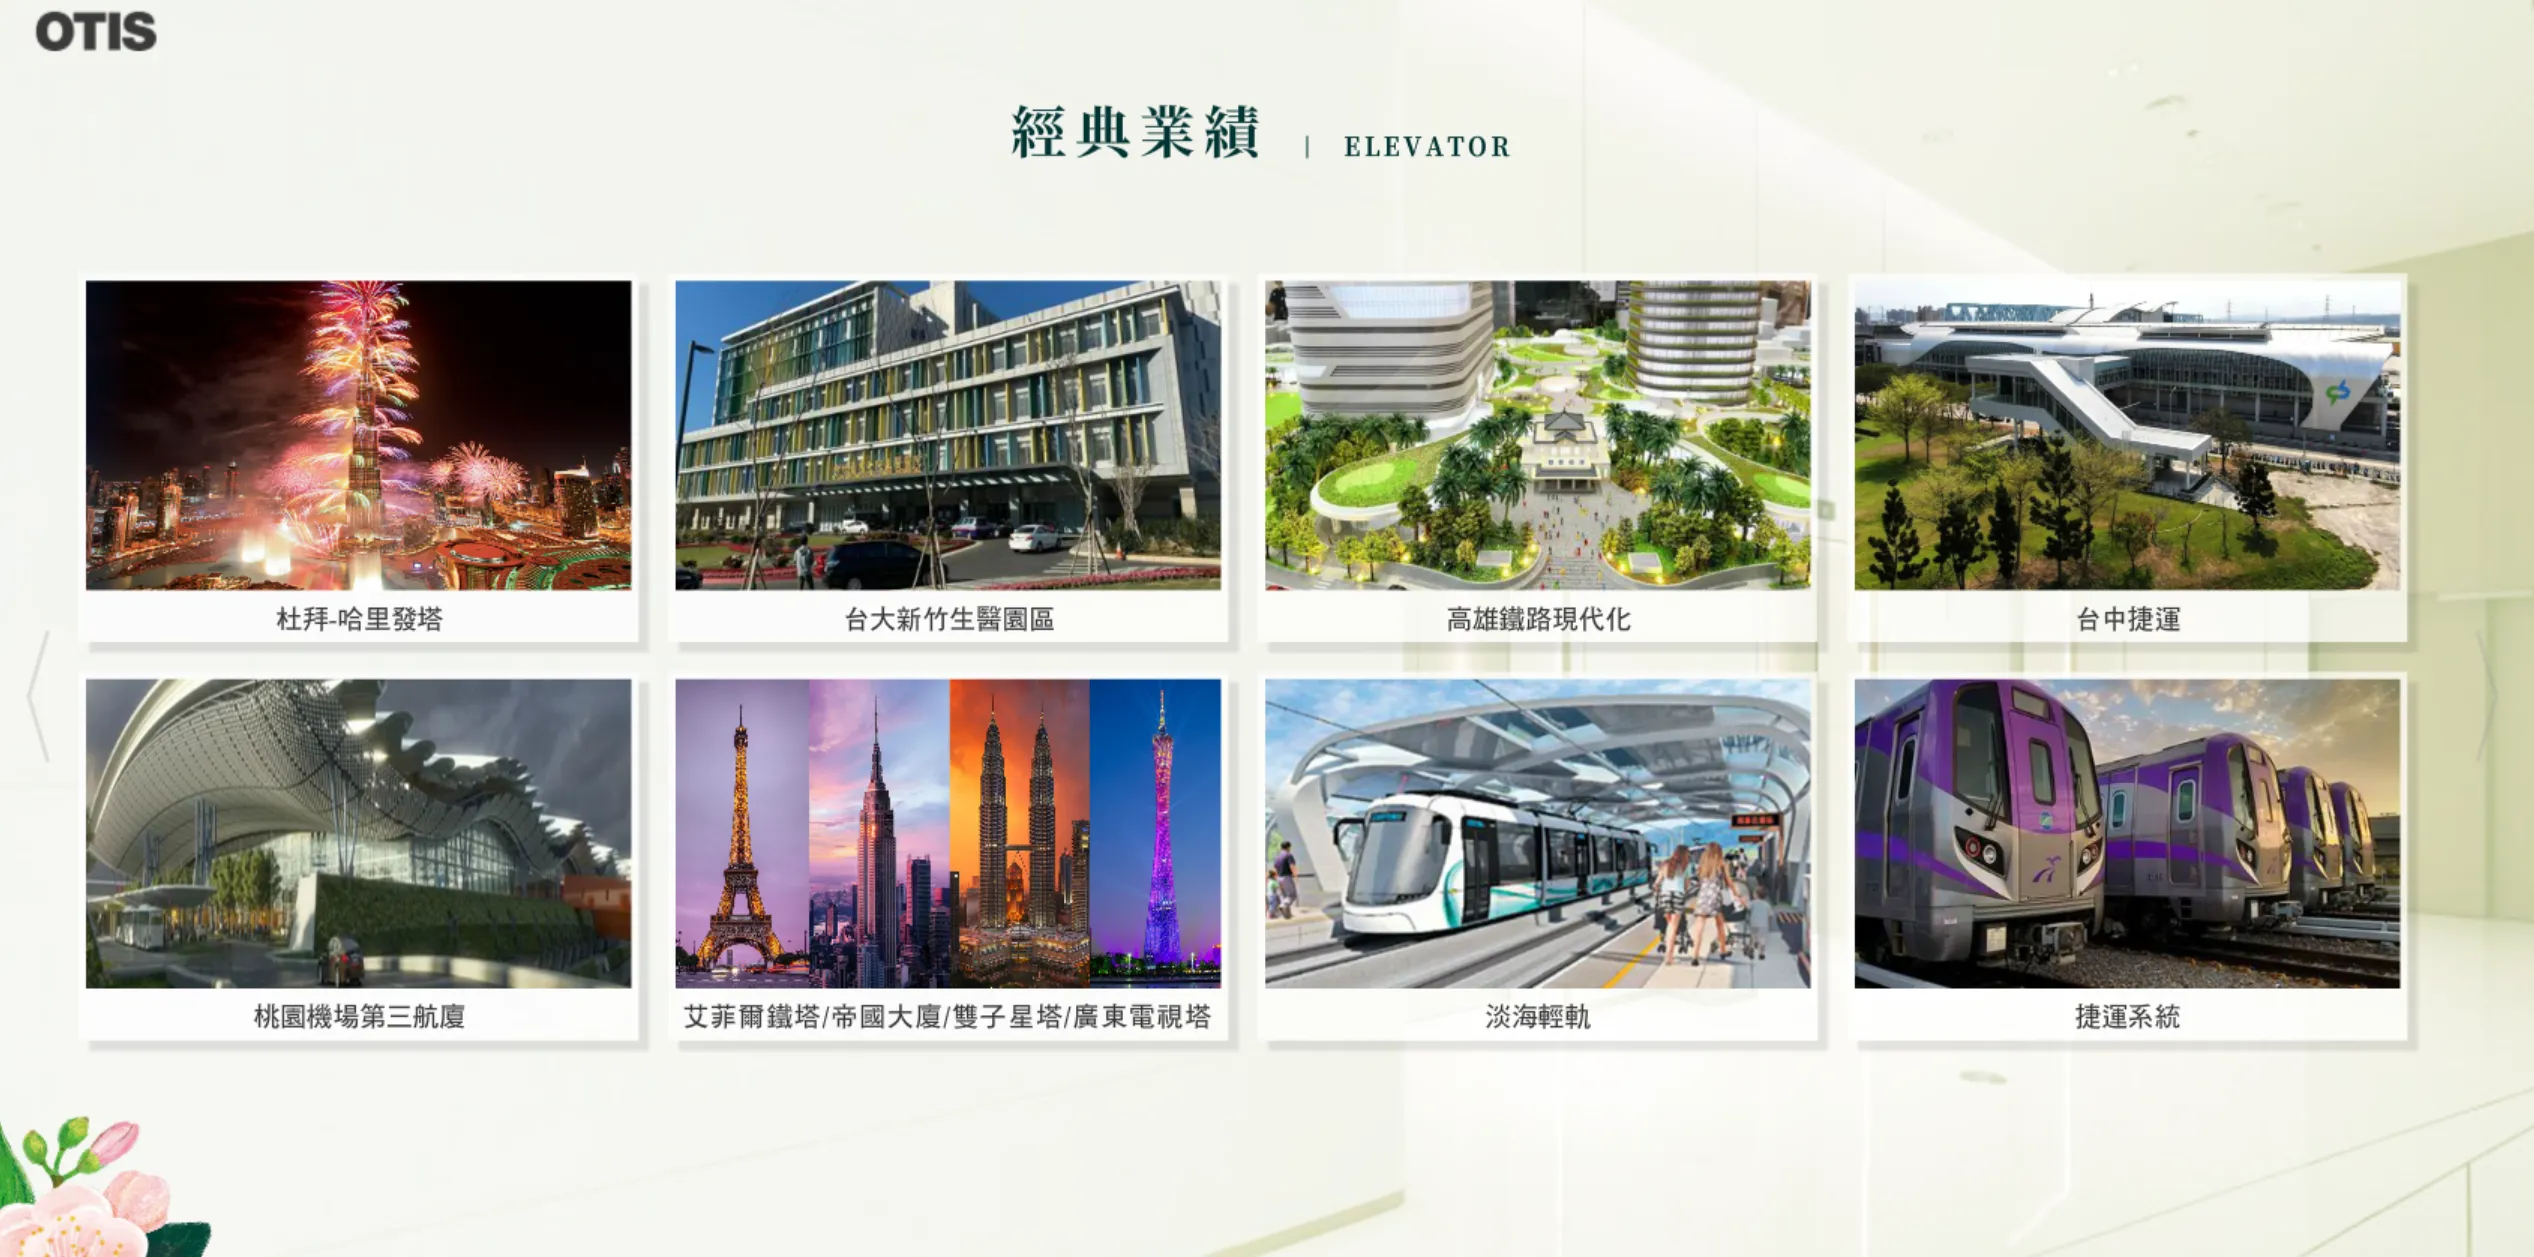 OTIS
經典業績 | ELEVATOR
杜拜-哈里發塔
台大新竹生醫園區
高雄鐵路現代化
台中捷運
桃園機場第三航廈
艾菲爾鐵塔/帝國大廈/雙子星塔/廣東電視塔
淡海輕軌
捷運系統